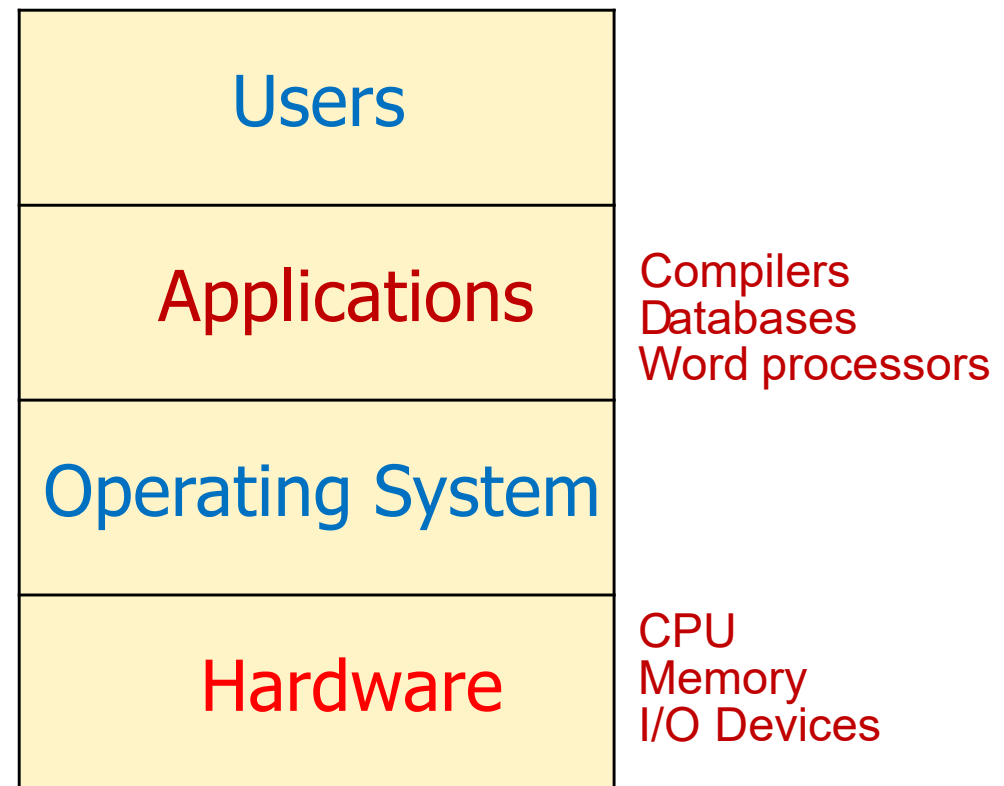 Users
Applications
Compilers
Databases
Word processors
Operating System
Hardware
CPU
Memory
I/O Devices